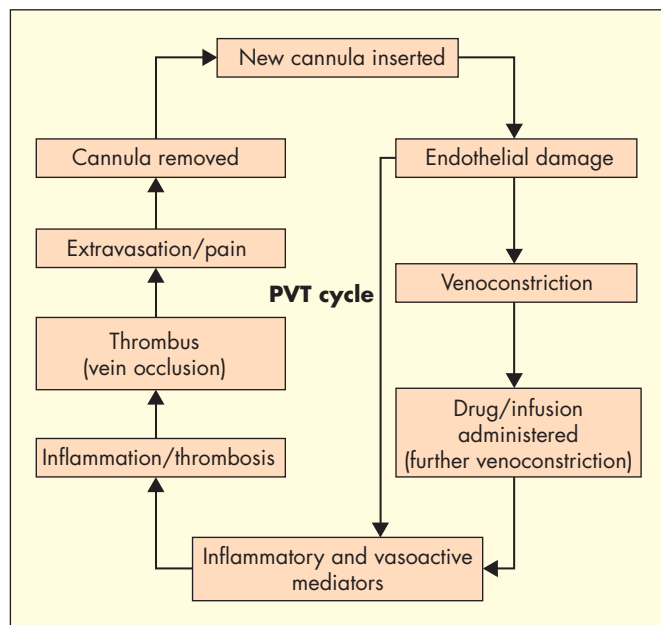 New cannula inserted
Endothelial damage
Venoconstriction
Drug/infusion
administered
(further venoconstriction)
Inflammatory and vasoactive
mediators
Inflammation/thrombosis
Thrombus
(vein occlusion)
Extravasation/pain
Cannula removed
PVT cycle